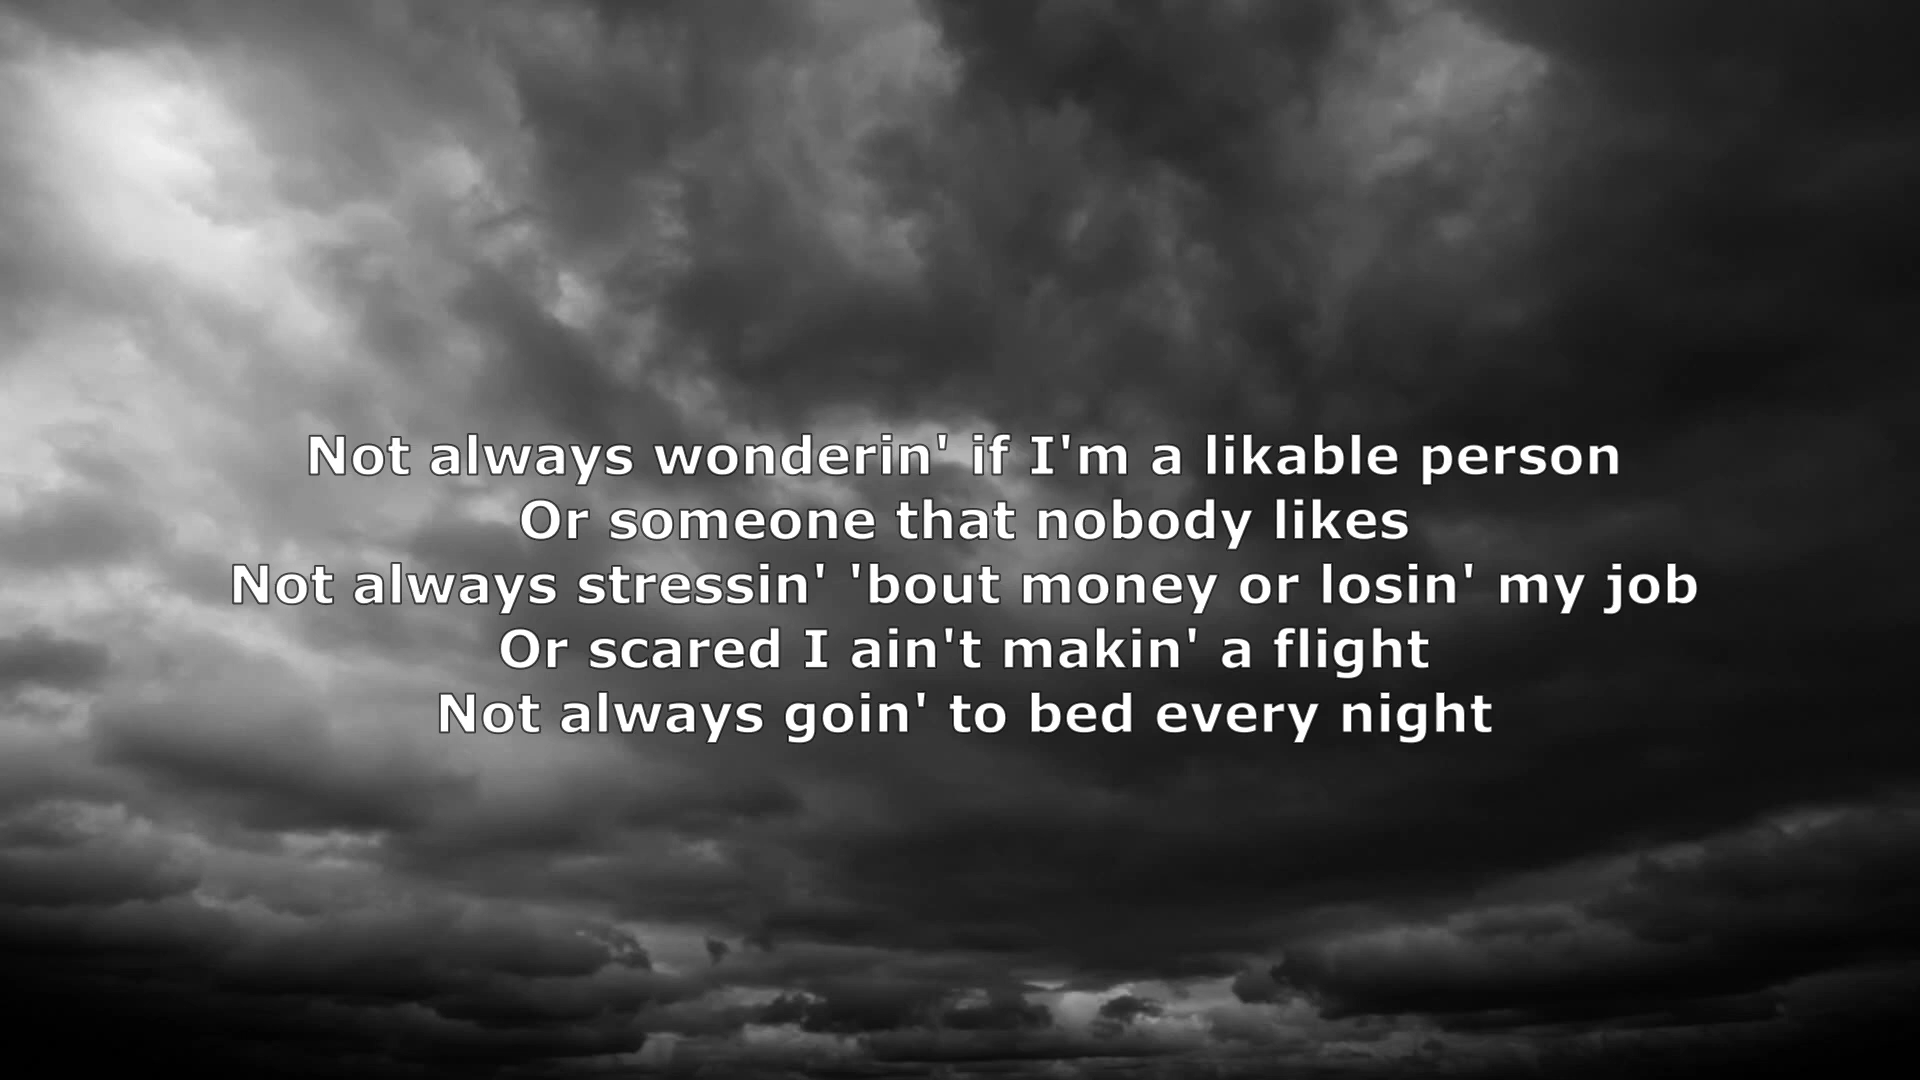 Not always wonderin' if I'm a likable person
Or someone that nobody likes
Not always stressin' 'bout money or losin' my job
Or scared I ain't makin' a flight
Not always goin' to bed every night